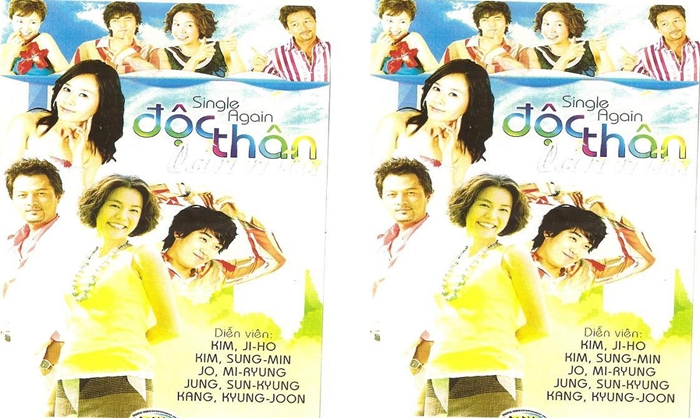 Single
Again
độc thân
Diễn viên:
KIM, JI-HO
KIM, SUNG-MIN
JO, MI-RYUNG
JUNG, SUN-KYUNG
KANG, KYUNG-JOON
Single
Again
độc thân
Diễn viên:
KIM, JI-HO
KIM, SUNG-MIN
JO, MI-RYUNG
JUNG, SUN-KYUNG
KANG, KYUNG-JOON